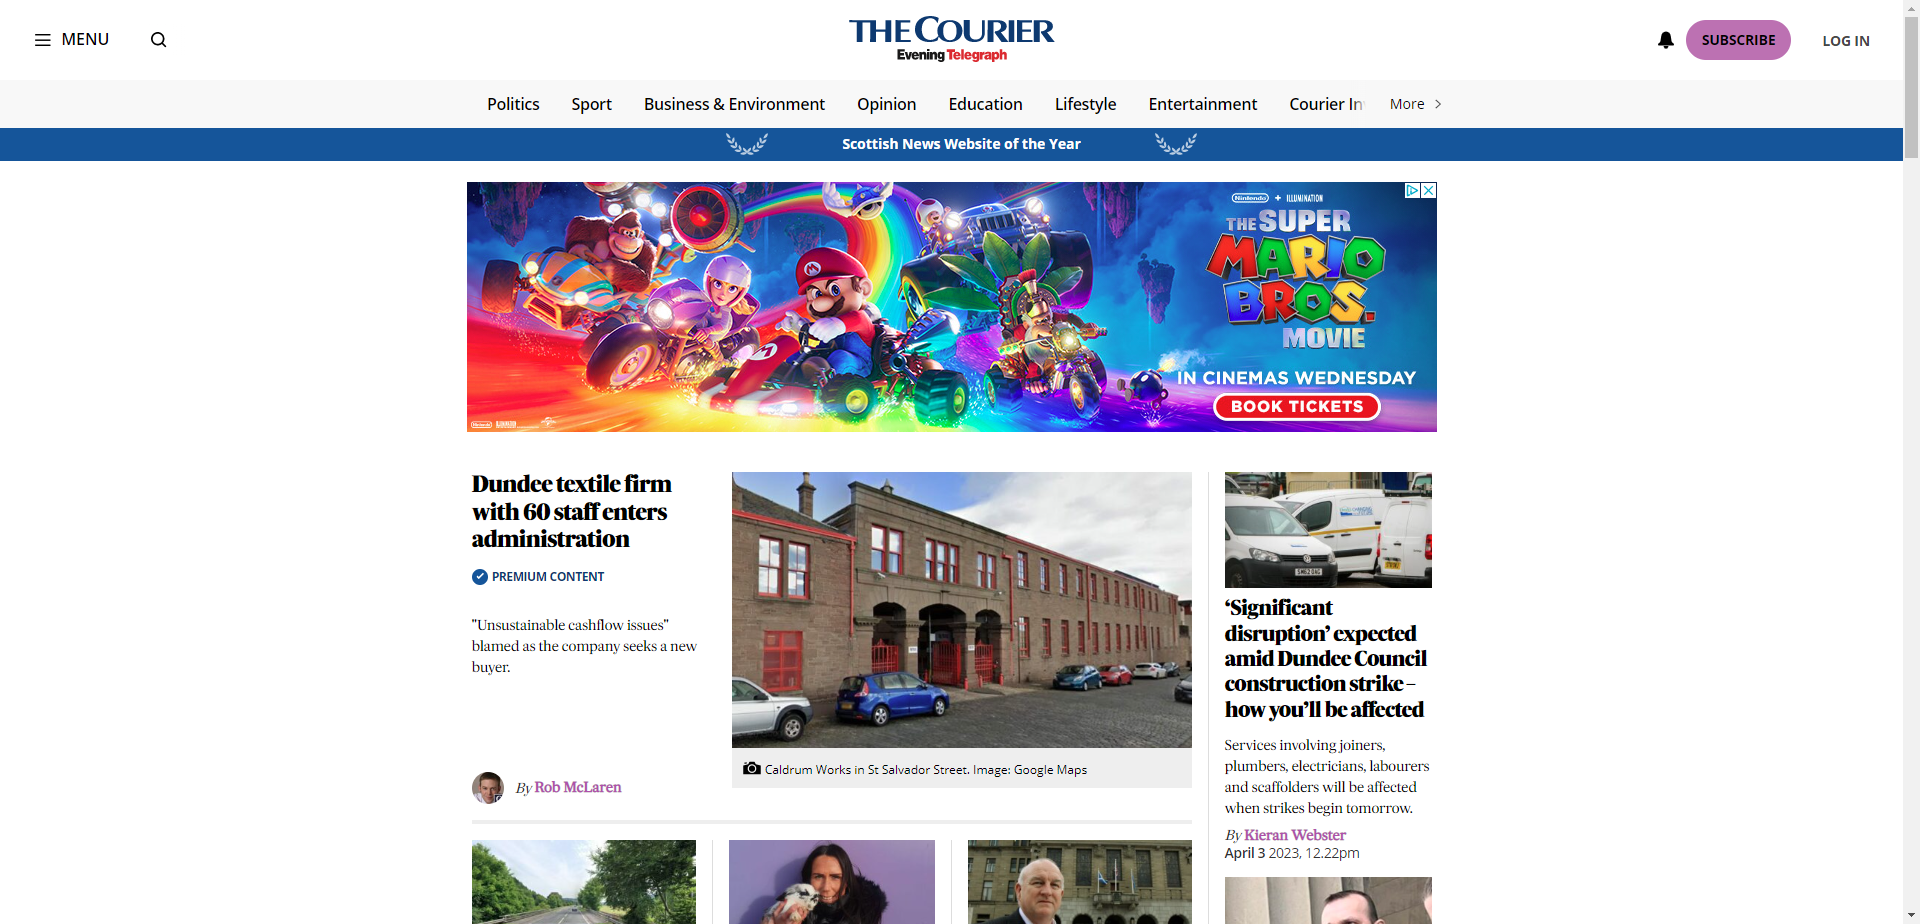 MENU
THE COURIER
Evening Telegraph
SUBSCRIBE
LOG IN
Politics
Sport
Business & Environment
Opinion
Education
Lifestyle
Entertainment
Courier In
More
Scottish News Website of the Year
Nintendo + ILLUMINATION
THE SUPER
MARIO
BROS.
MOVIE
IN CINEMAS WEDNESDAY
BOOK TICKETS
Dundee textile firm
with 60 staff enters
administration
PREMIUM CONTENT
"Unsustainable cashflow issues"
blamed as the company seeks a new
buyer.
By Rob McLaren
Caldrum Works in St Salvador Street. Image: Google Maps
‘Significant
disruption’ expected
amid Dundee Council
construction strike –
how you’ll be affected
Services involving joiners,
plumbers, electricians, labourers
and scaffolders will be affected
when strikes begin tomorrow.
By Kieran Webster
April 3 2023, 12.22pm